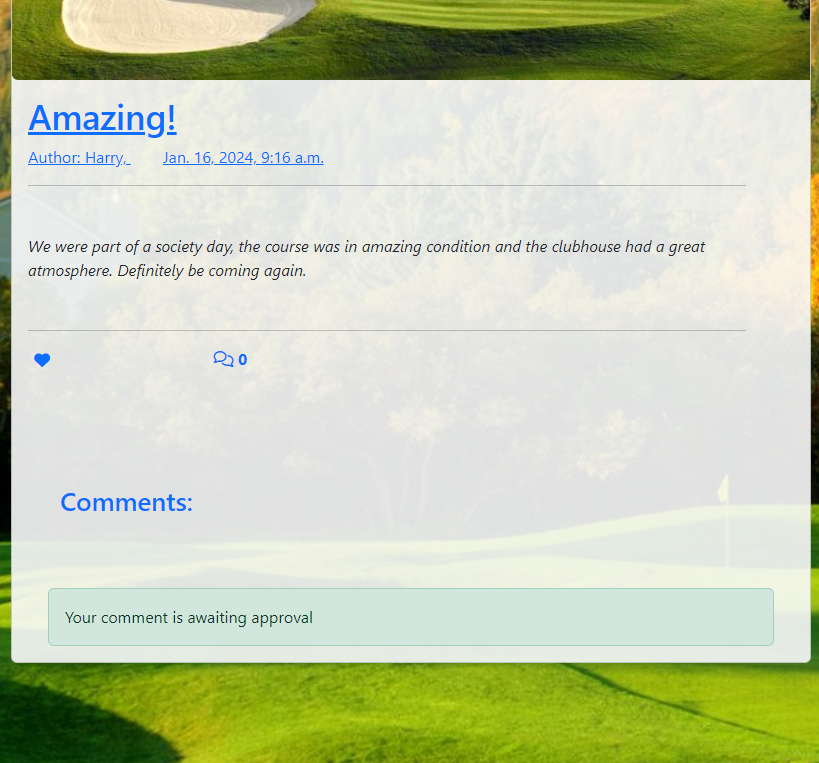 Amazing!
Author: Harry, Jan. 16, 2024, 9:16 a.m.
We were part of a society day, the course was in amazing condition and the clubhouse had a great
atmosphere. Definitely be coming again.
0
Comments:
Your comment is awaiting approval